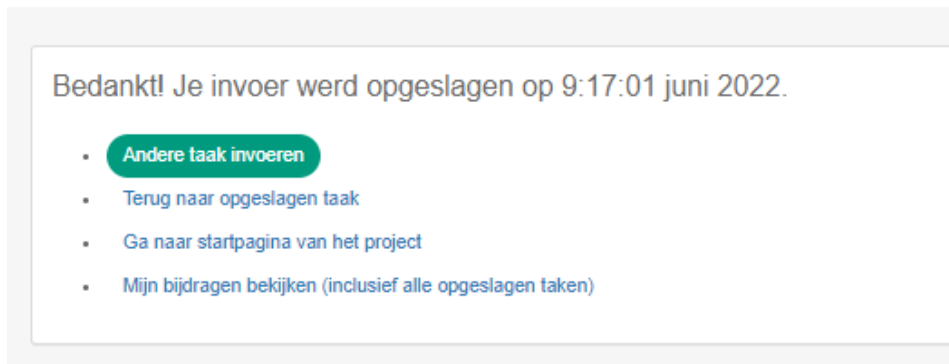 Bedankt! Je invoer werd opgeslagen op 9:17:01 juni 2022.
Andere taak invoeren
Terug naar opgeslagen taak
Ga naar startpagina van het project
Mijn bijdragen bekijken (inclusief alle opgeslagen taken)